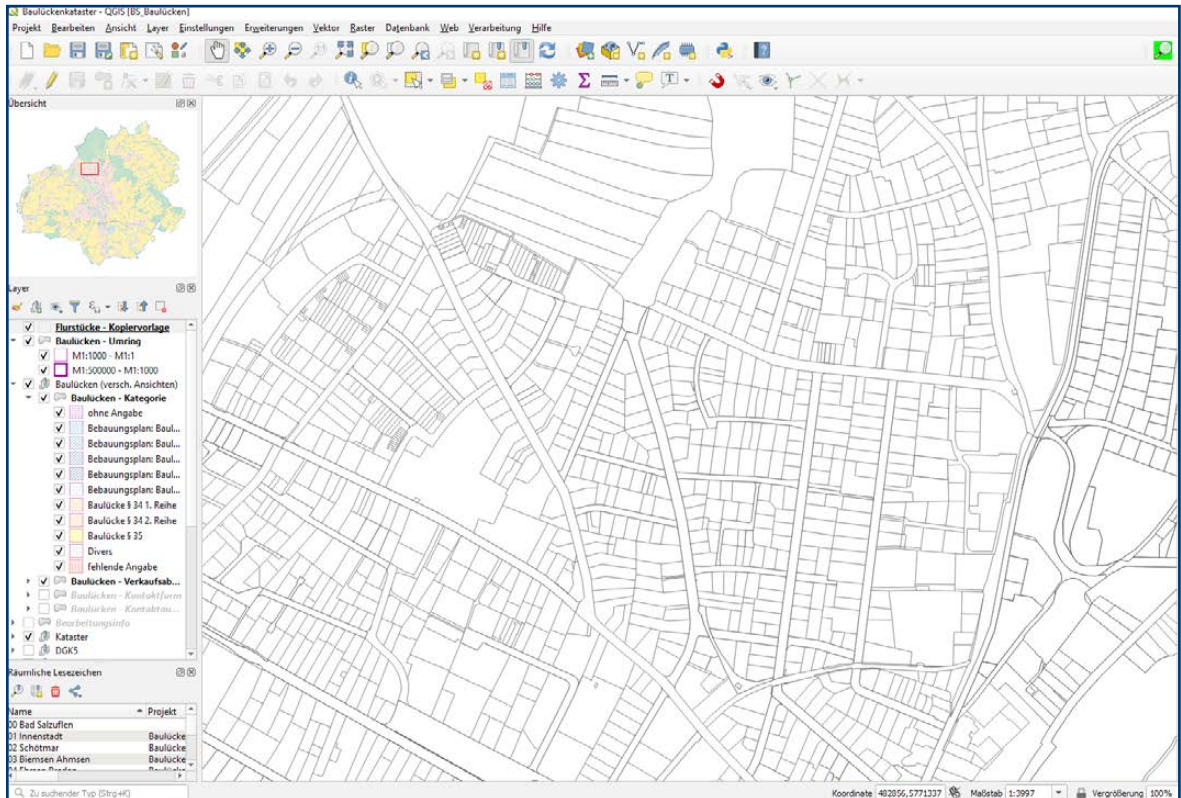 Baulückenkataster - QGIS [BS_Baulücken]
Projekt Bearbeiten Ansicht Layer Einstellungen Erweiterungen Vektor Raster Datenbank Web Verarbeitung Hilfe
Übersicht
Layer
Flurstücke - Kopiervorlage
Baulücken - Umring
M1:1000 - M1:1
M1:500000 - M1:1000
Baulücken (versch. Ansichten)
Baulücken - Kategorie
ohne Angabe
Bebauungsplan: Baul...
Bebauungsplan: Baul...
Bebauungsplan: Baul...
Bebauungsplan: Baul...
Bebauungsplan: Baul...
Baulücke § 34 1. Reihe
Baulücke § 34 2. Reihe
Baulücke § 35
Divers
fehlende Angabe
Baulücken - Verkaufsab...
Baulücken - Kontaktform
Baulücken - Kontaktau...
Bearbeitungsinfo
Kataster
DGK5
Räumliche Lesezeichen
Name Projekt
00 Bad Salzuflen
01 Innenstadt Baulücke
02 Schötmar Baulücke
03 Biemsen Ahmsen Baulücke
Zu suchender Typ (Strg+K) Koordinate 482856,5771337 Maßstab 1:3997 Vergrößerung 100%